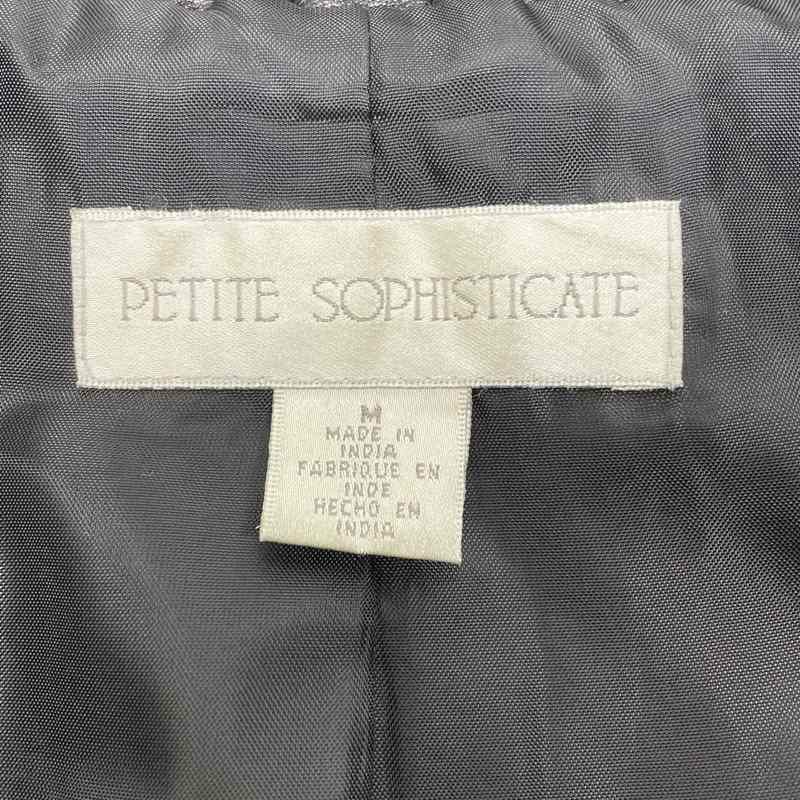 PETITE SOPHISTICATE
M
MADE IN
INDIA
FABRIQUE EN
INDE
HECHO EN
INDIA